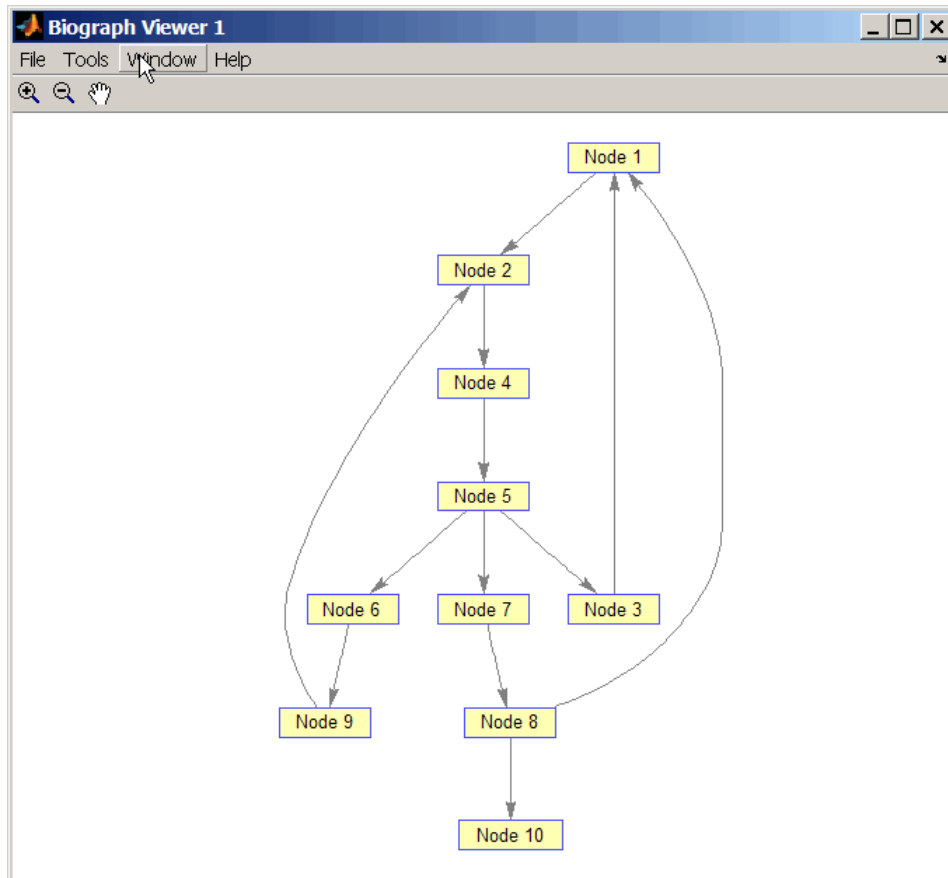 Biograph Viewer 1
File Tools Window Help
Node 1
Node 2
Node 4
Node 5
Node 6 Node 7 Node 3
Node 9 Node 8
Node 10